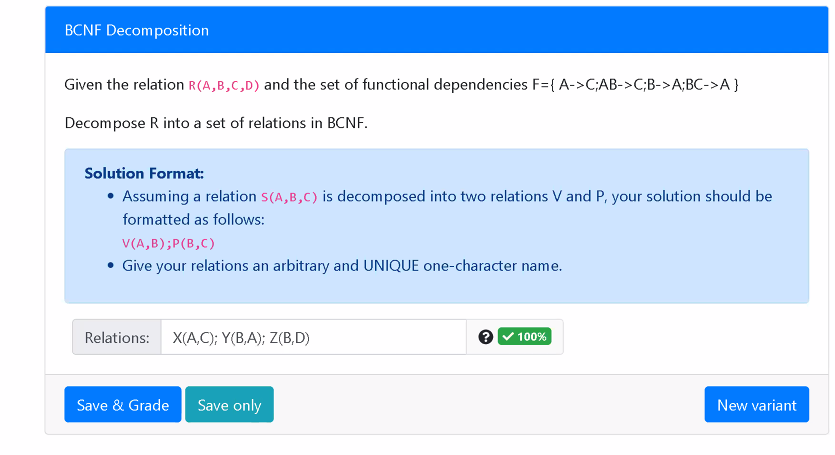 BCNF Decomposition
Given the relation R(A,B,C,D) and the set of functional dependencies F={ A->C;AB->C;B->A;BC->A }
Decompose R into a set of relations in BCNF.
Solution Format:
• Assuming a relation S(A,B,C) is decomposed into two relations V and P, your solution should be
formatted as follows:
V(A,B);P(B,C)
• Give your relations an arbitrary and UNIQUE one-character name.
Relations: X(A,C); Y(B,A); Z(B,D) ? ✓ 100%
Save & Grade Save only New variant